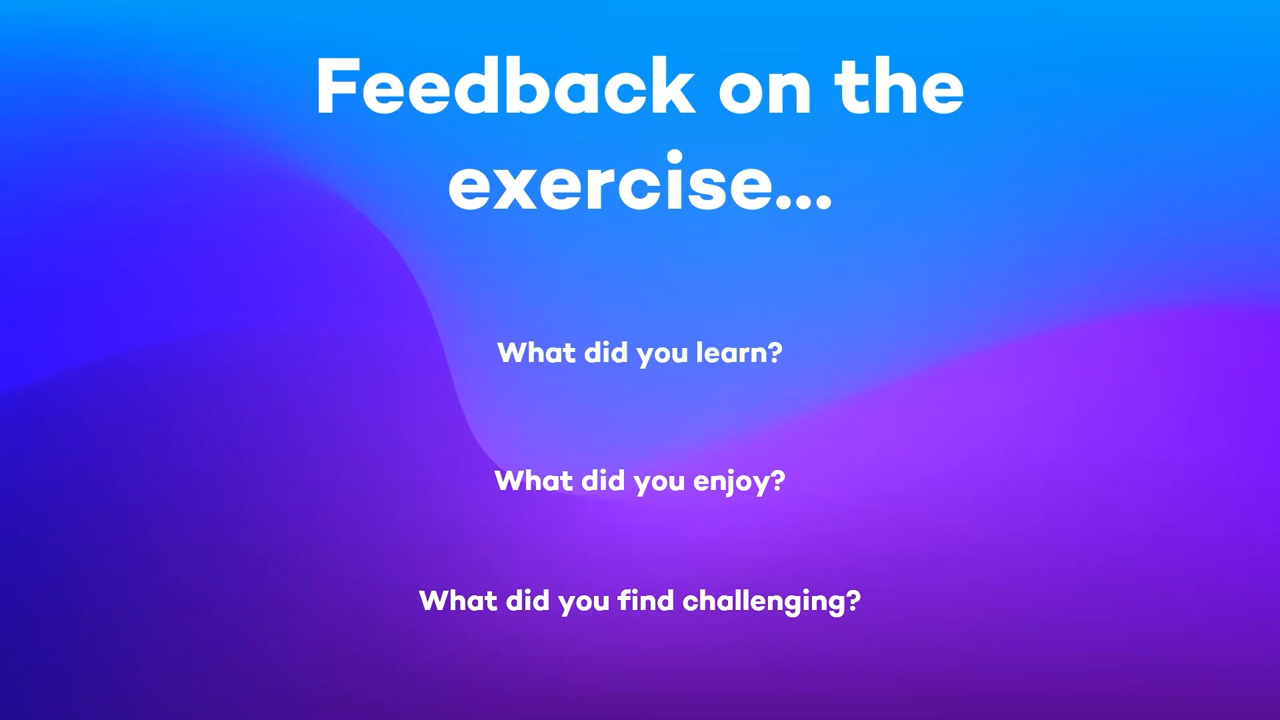 Feedback on the
exercise...
What did you learn?
What did you enjoy?
What did you find challenging?